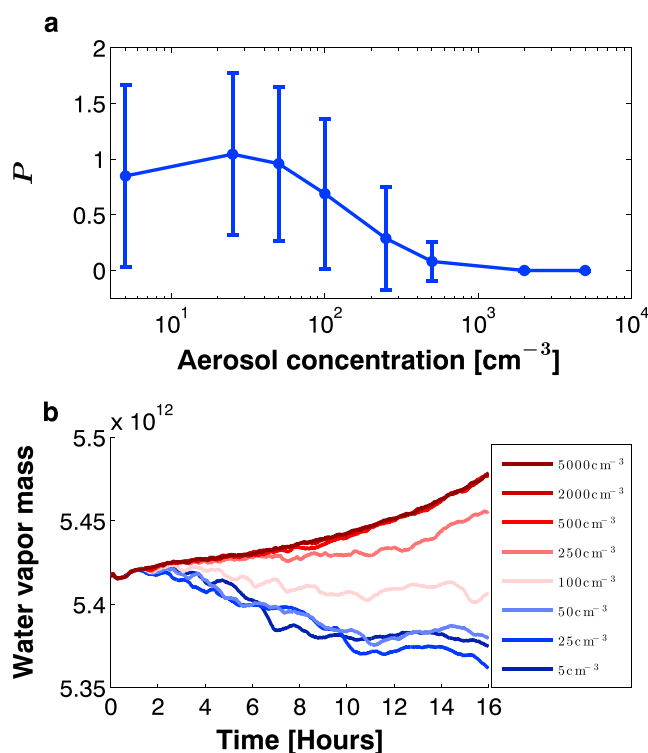 a
2
1.5
1
0.5
0
P
10^1 10^2 10^3 10^4
Aerosol concentration [cm^−3]
b
x 10^12
5.5
5.45
5.4
5.35
Water vapor mass
0 2 4 6 8 10 12 14 16
Time [Hours]
5000cm^−3
2000cm^−3
500cm^−3
250cm^−3
100cm^−3
50cm^−3
25cm^−3
5cm^−3